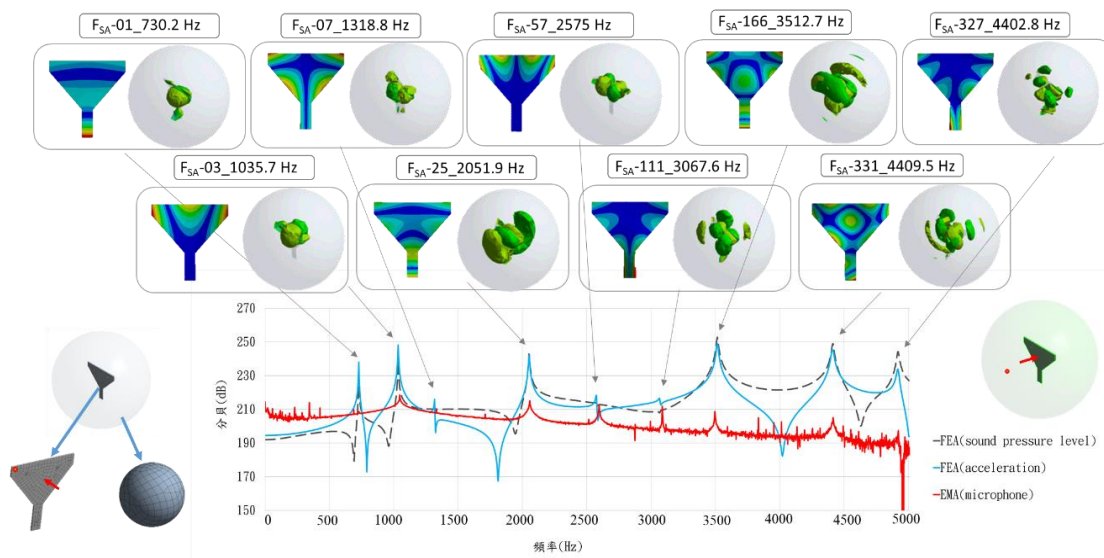 F_SA-01_730.2 Hz
F_SA-07_1318.8 Hz
F_SA-57_2575 Hz
F_SA-166_3512.7 Hz
F_SA-327_4402.8 Hz
F_SA-03_1035.7 Hz
F_SA-25_2051.9 Hz
F_SA-111_3067.6 Hz
F_SA-331_4409.5 Hz
270
250
230
210
190
170
150
分貝(dB)
0 500 1000 1500 2000 2500 3000 3500 4000 4500 5000
頻率(Hz)
FEA(sound pressure level)
FEA(acceleration)
EMA(microphone)